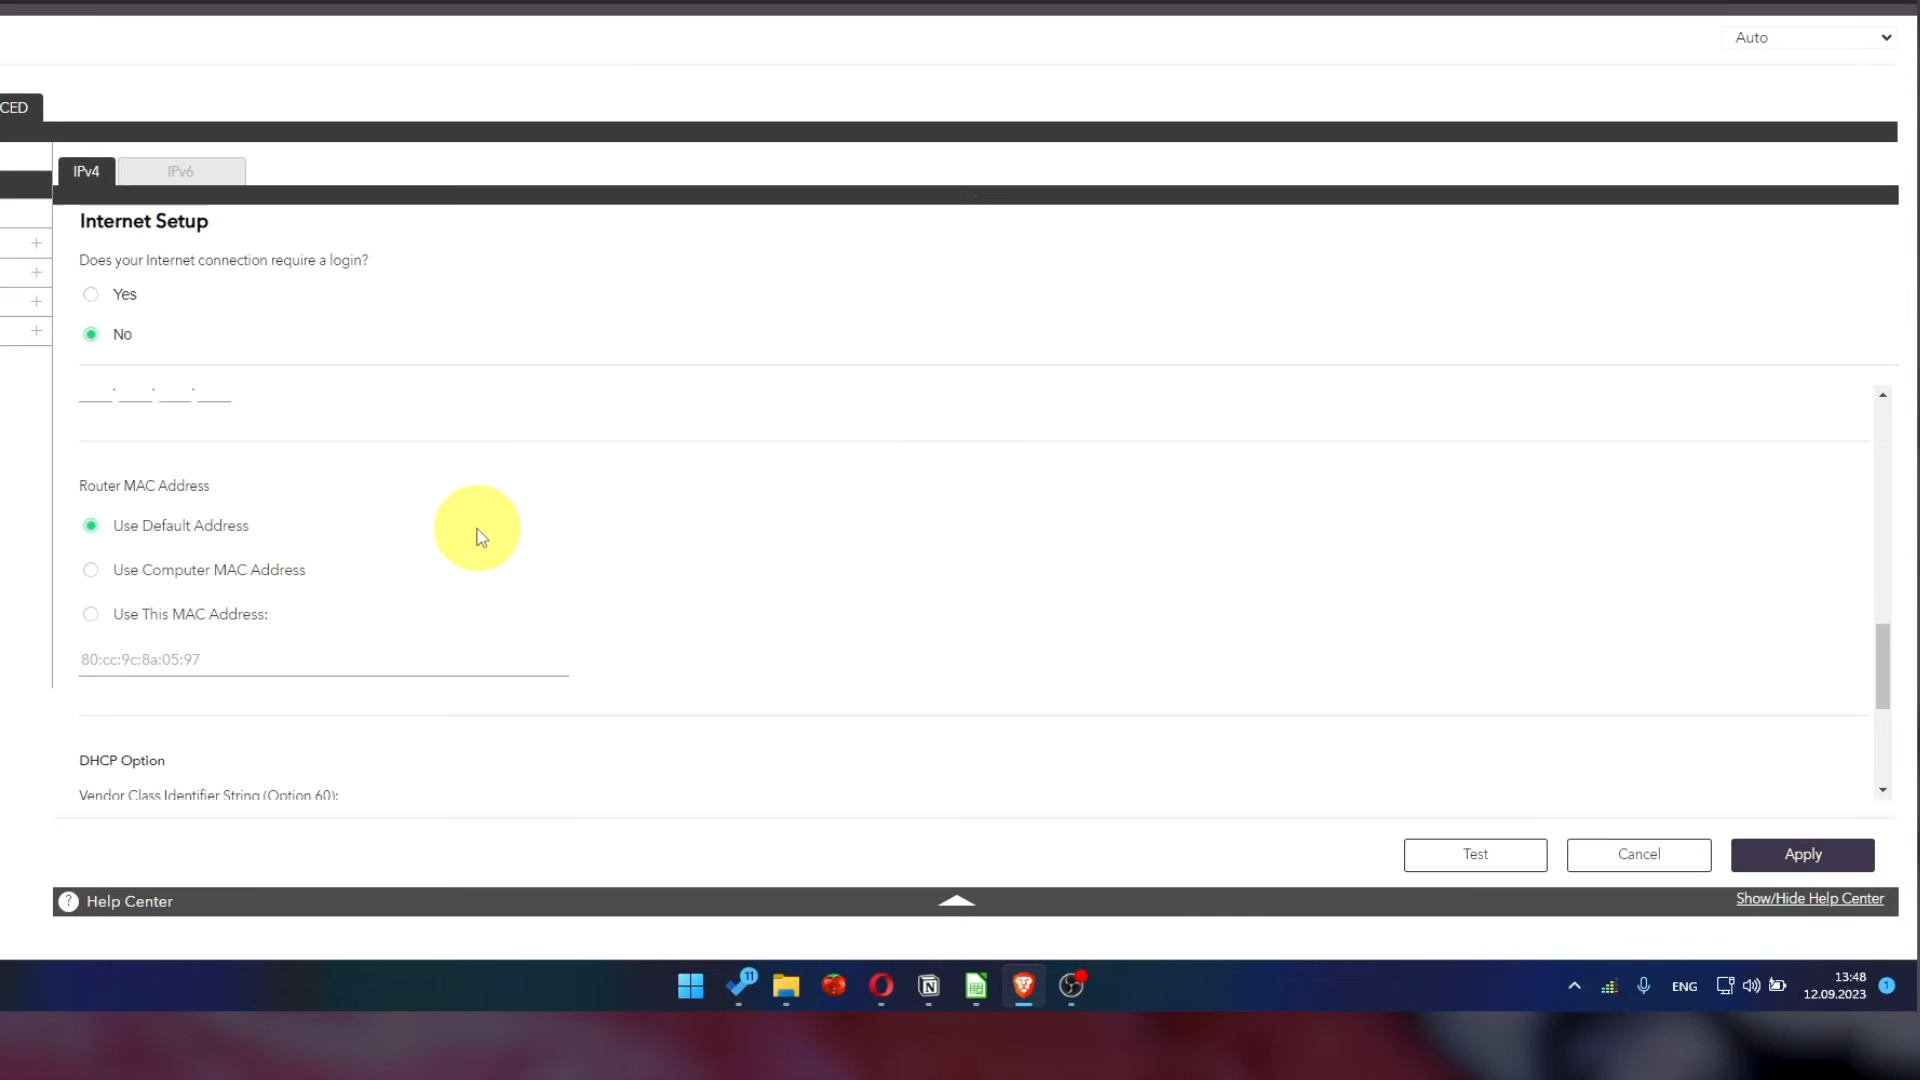 Auto
CED
IPv4
IPv6
Internet Setup
Does your Internet connection require a login?
Yes
No
Router MAC Address
Use Default Address
Use Computer MAC Address
Use This MAC Address:
80:cc:9c:8a:05:97
DHCP Option
Vendor Class Identifier String (Option 60):
Test
Cancel
Apply
? Help Center
Show/Hide Help Center
11
N
ENG
13:48
12.09.2023
1